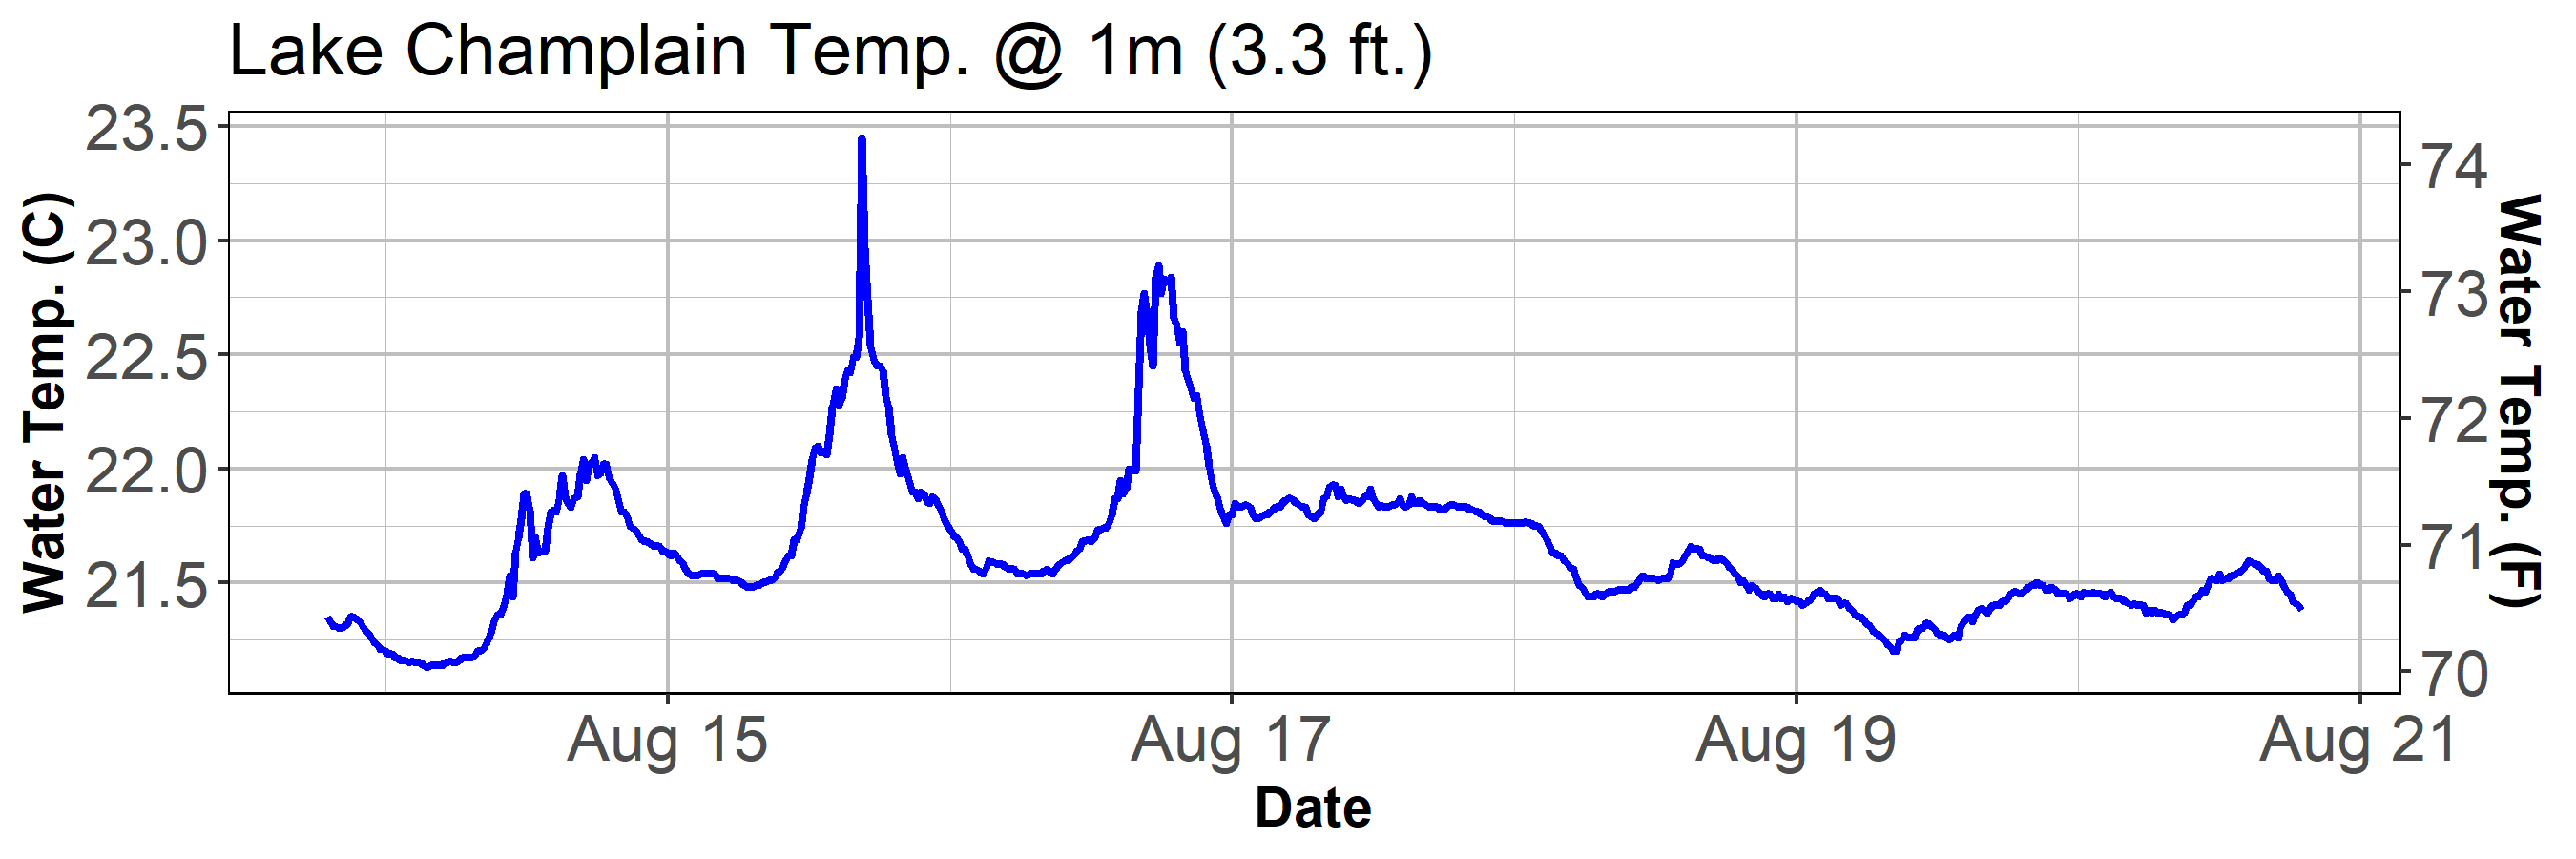 Lake Champlain Temp. @ 1m (3.3 ft.)
23.5
23.0
22.5
22.0
21.5
Water Temp. (C)
74
73
72
71
70
Water Temp. (F)
Aug 15 Aug 17 Aug 19 Aug 21
Date